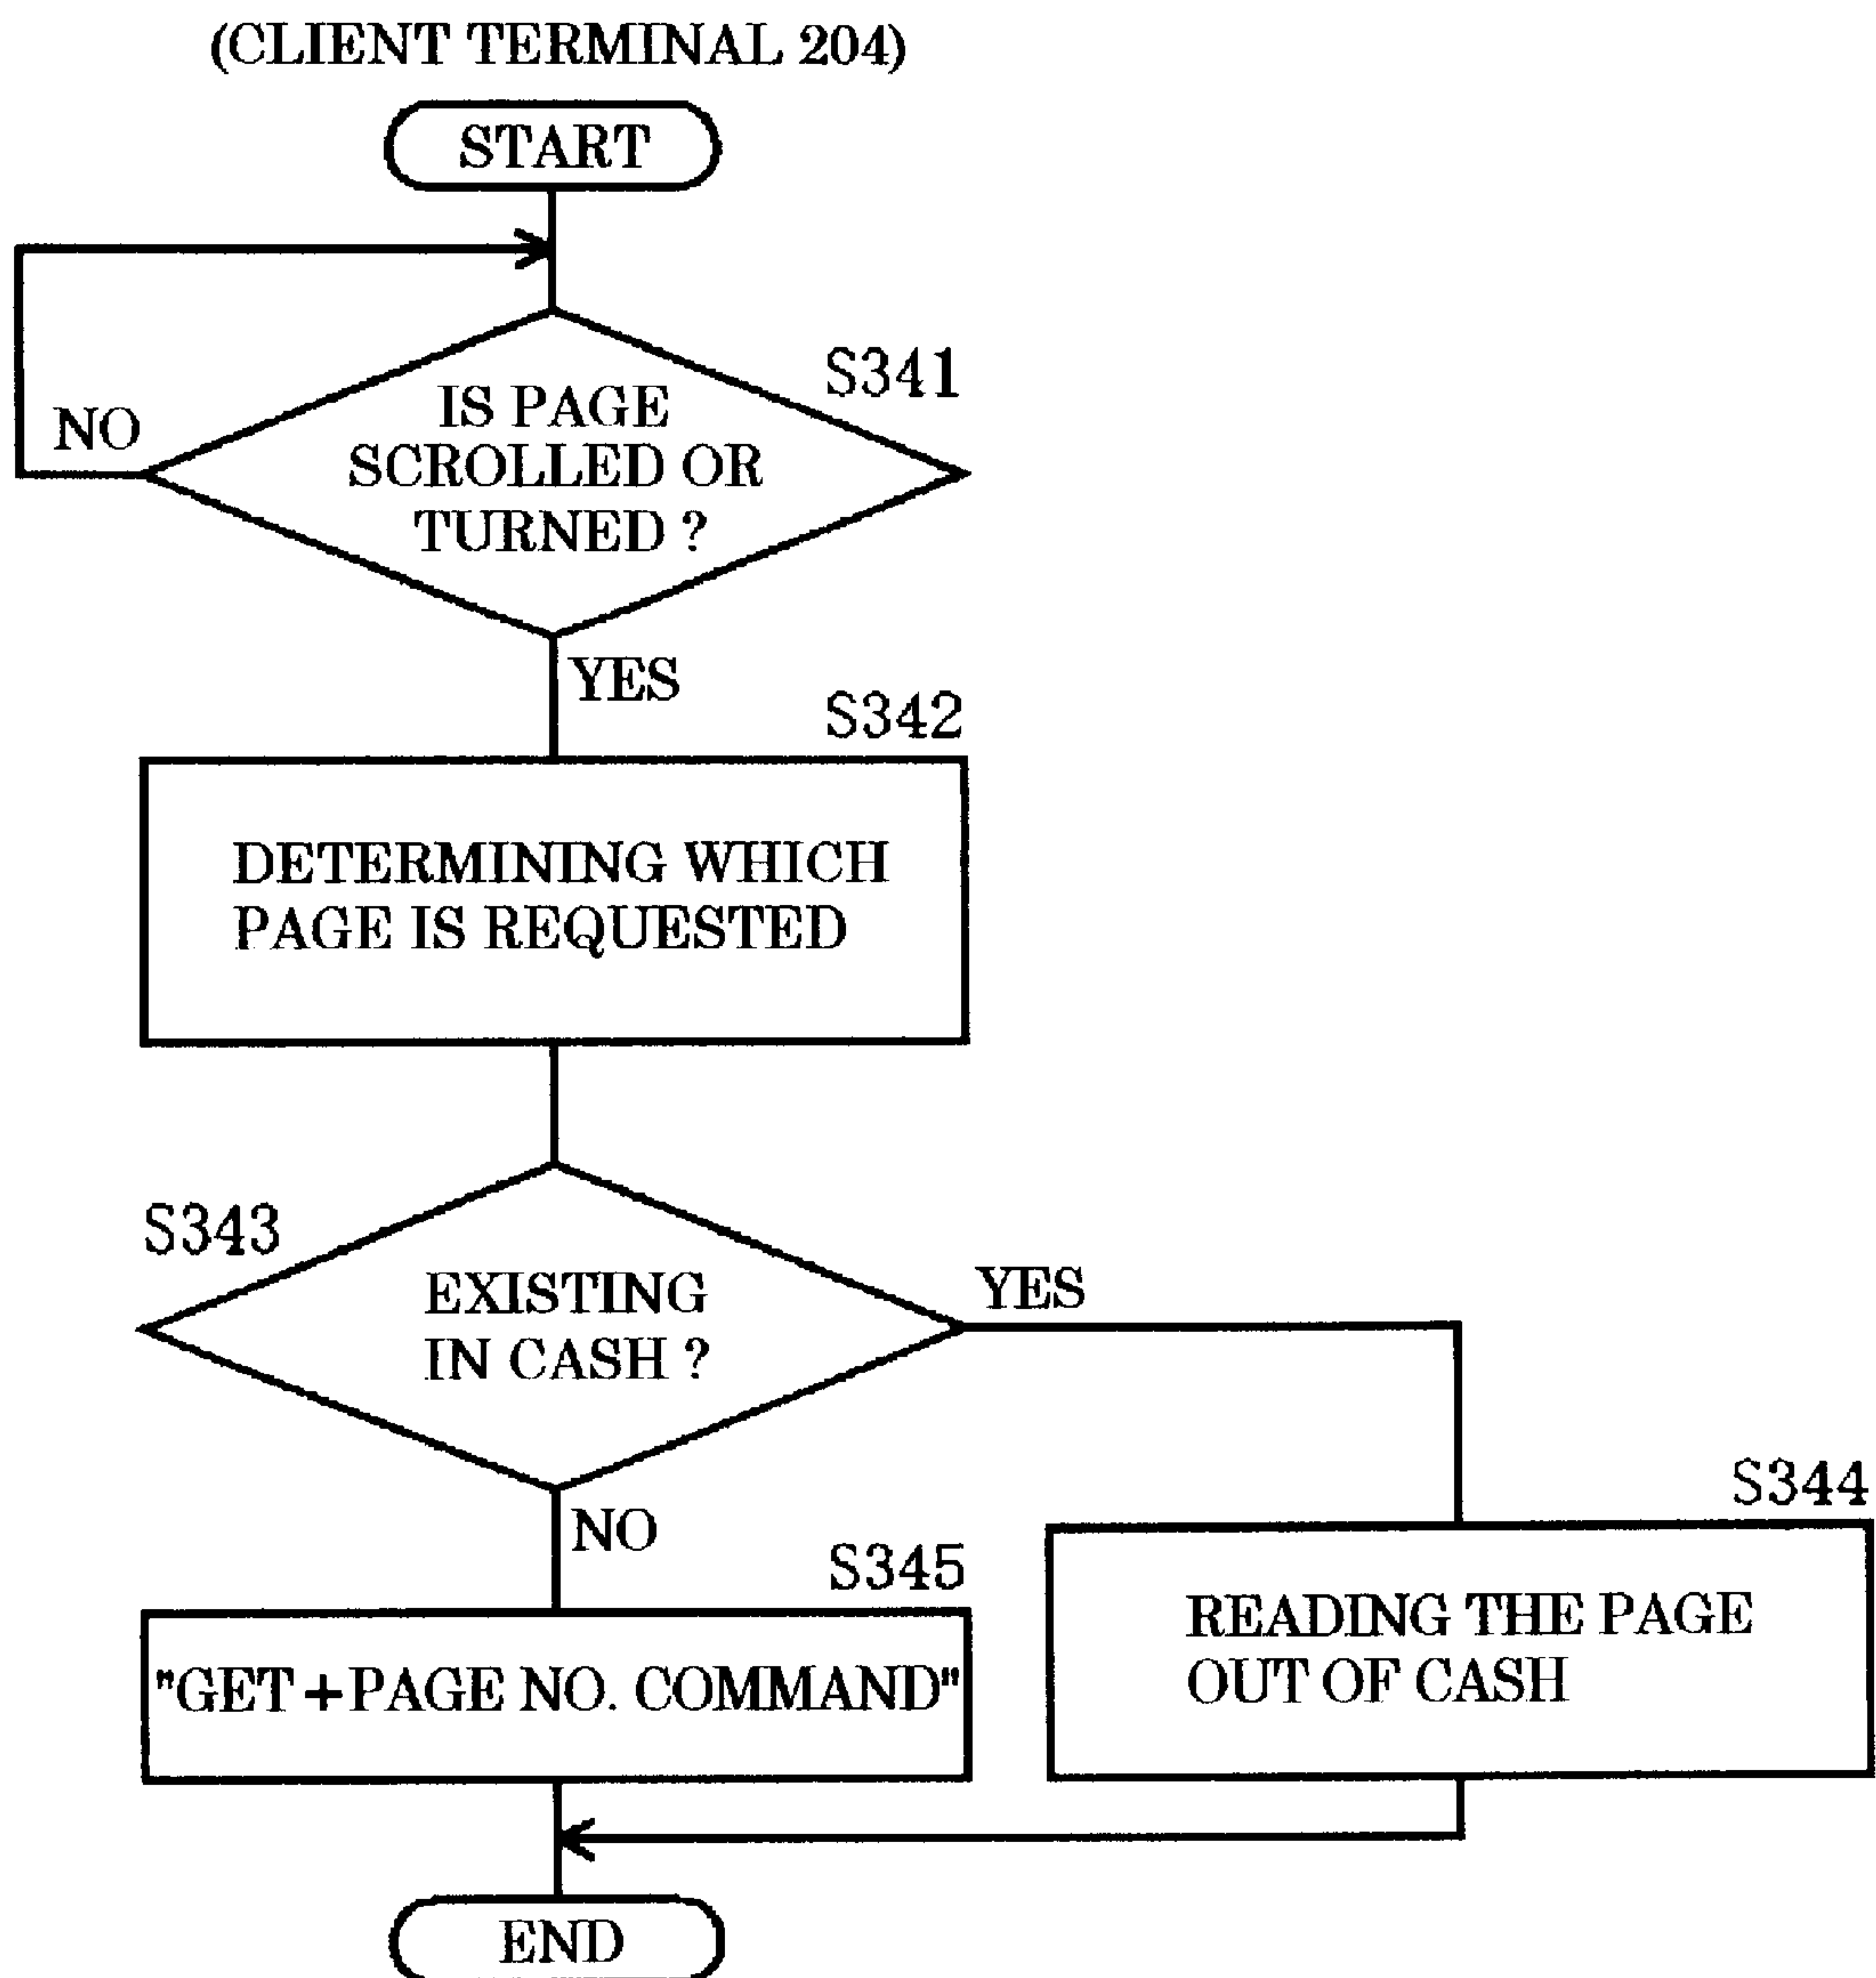 (CLIENT TERMINAL 204)
START
S341
IS PAGE
SCROLLED OR
TURNED ?
NO
YES
S342
DETERMINING WHICH
PAGE IS REQUESTED
S343
EXISTING
IN CASH ?
YES
NO
S344
READING THE PAGE
OUT OF CASH
S345
"GET+PAGE NO. COMMAND"
END